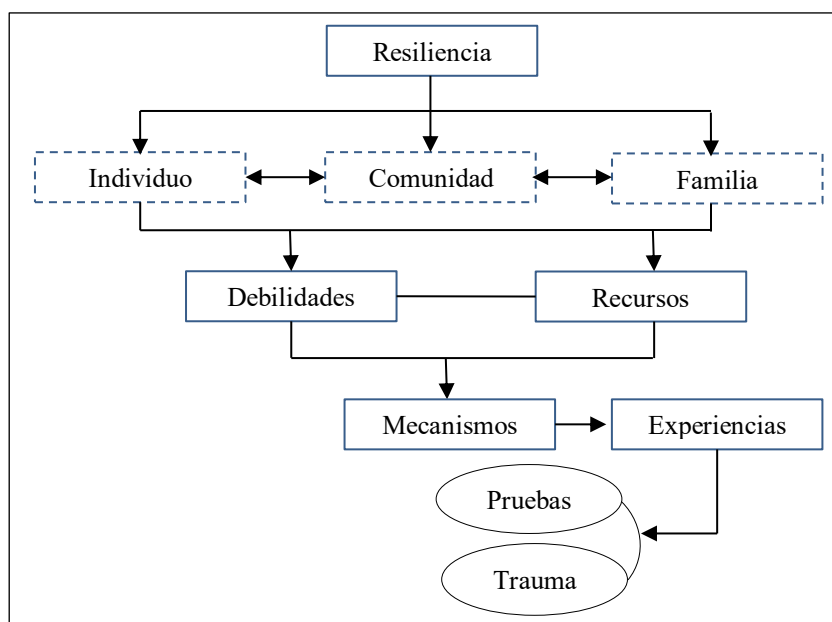 Resiliencia
Individuo
Comunidad
Familia
Debilidades
Recursos
Mecanismos
Experiencias
Pruebas
Trauma